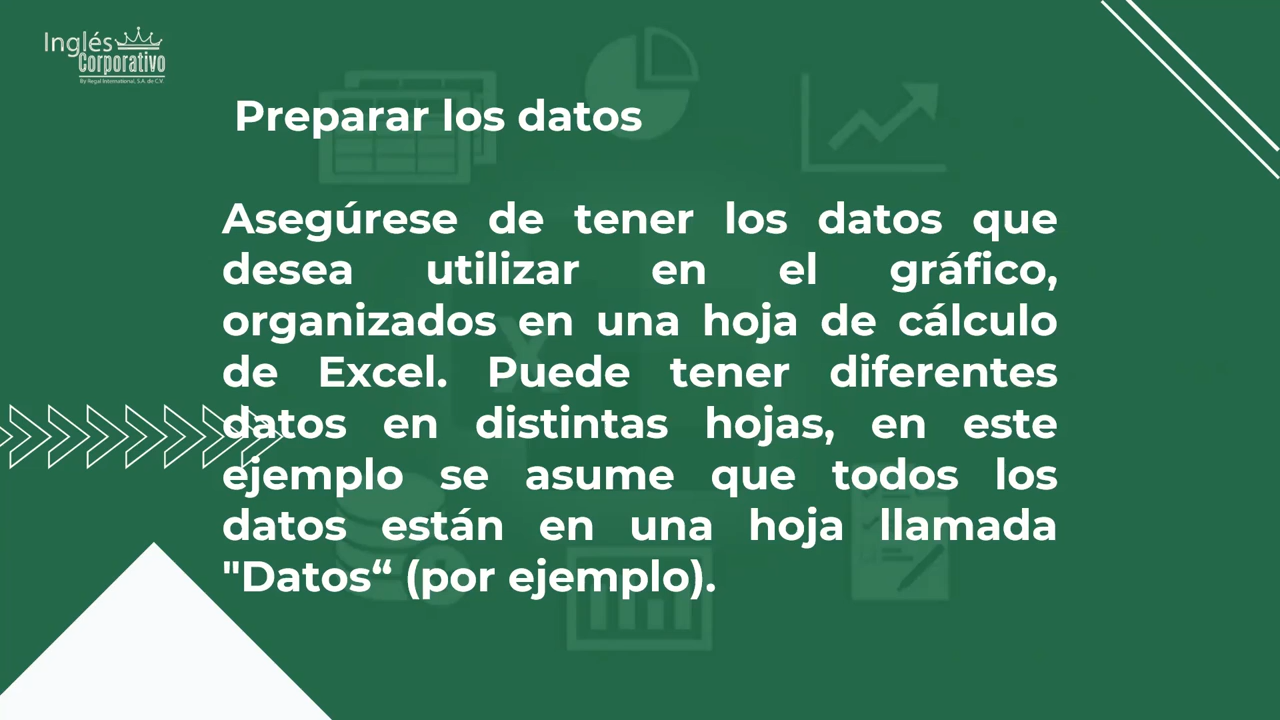 Inglés
Corporativo
By Regal International, S.A. de C.V.
Preparar los datos
Asegúrese de tener los datos que
desea utilizar en el gráfico,
organizados en una hoja de cálculo
de Excel. Puede tener diferentes
datos en distintas hojas, en este
ejemplo se asume que todos los
datos están en una hoja llamada
"Datos“ (por ejemplo).